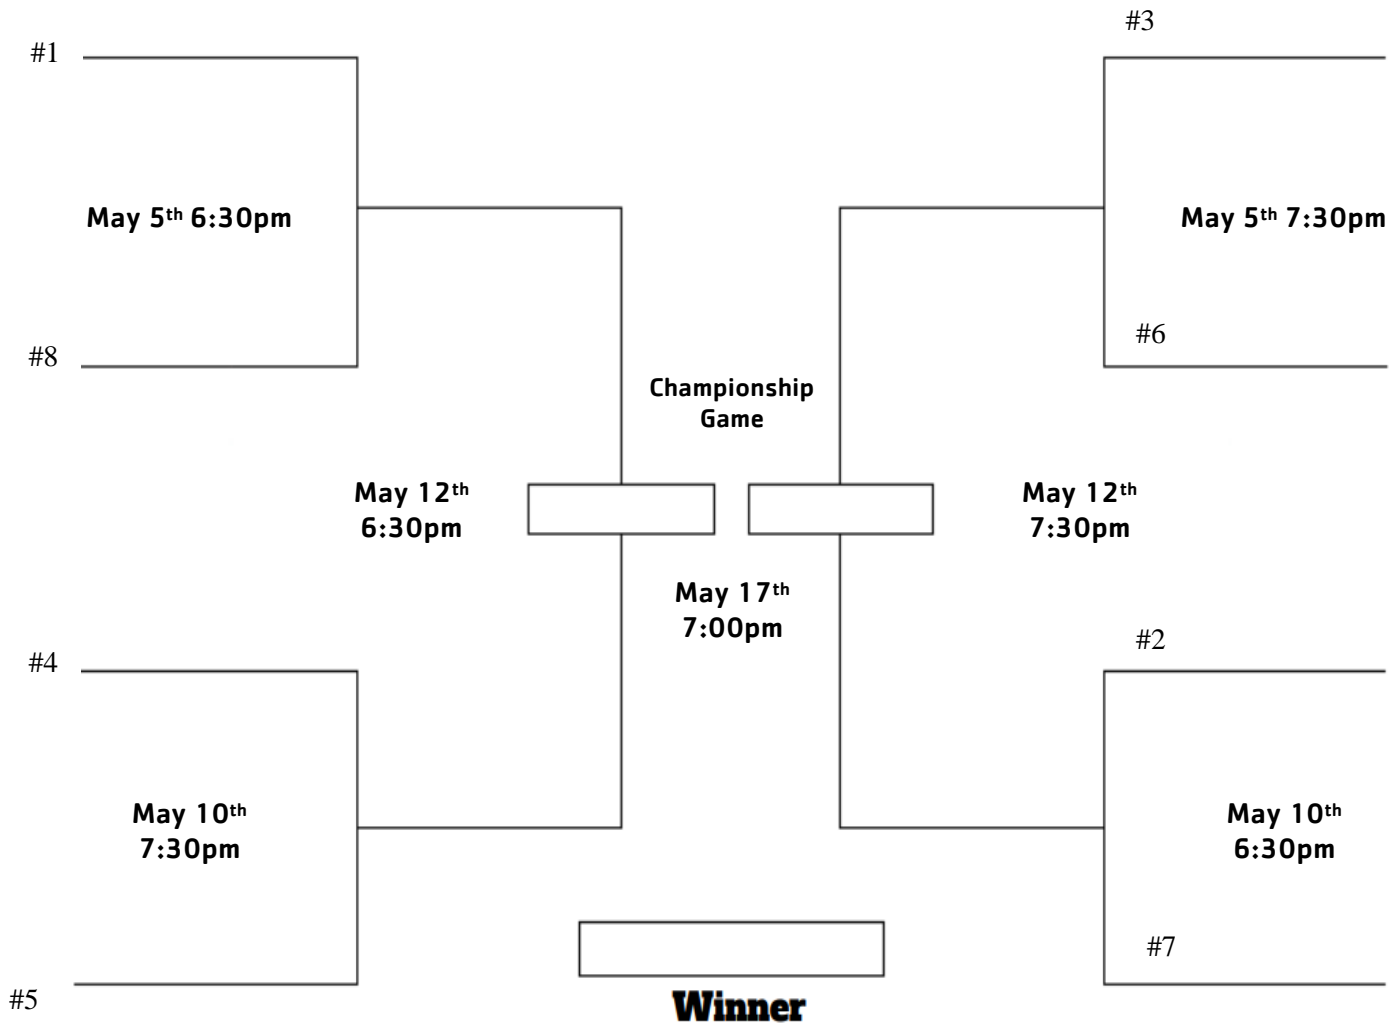 #3
#1
May 5th 6:30pm
May 5th 7:30pm
#6
#8
Championship
Game
May 12th
6:30pm
May 12th
7:30pm
May 17th
7:00pm
#2
#4
May 10th
7:30pm
May 10th
6:30pm
#7
#5
Winner